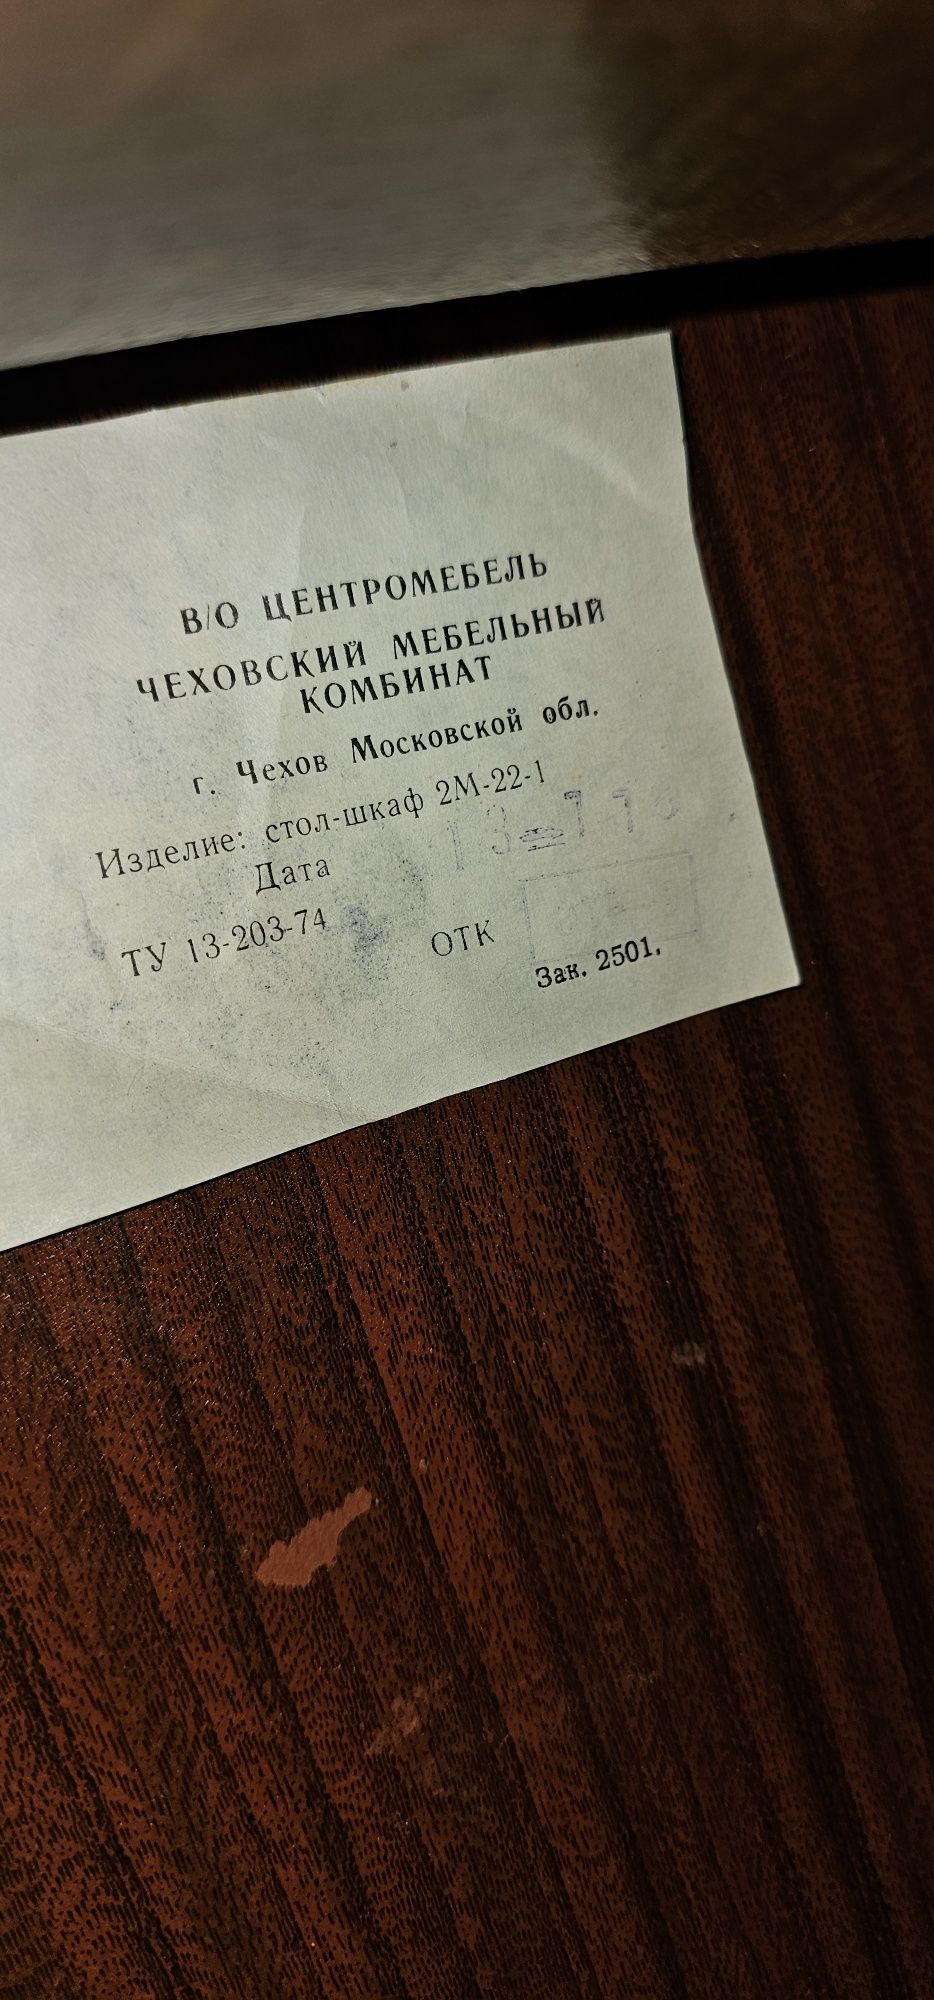 В/О ЦЕНТРОМЕБЕЛЬ
ЧЕХОВСКИЙ МЕБЕЛЬНЫЙ
КОМБИНАТ
г. Чехов Московской обл.
Изделие: стол-шкаф 2М-22-1
Дата
ТУ 13-203-74
ОТК
Зак. 2501.